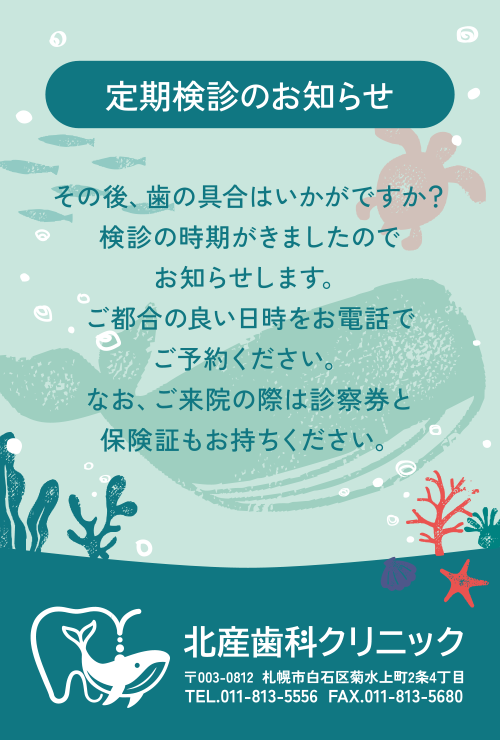 定期検診のお知らせ
その後、歯の具合はいかがですか?
検診の時期がきましたので
お知らせします。
ご都合の良い日時をお電話で
ご予約ください。
なお、ご来院の際は診察券と
保険証もお持ちください。
北産歯科クリニック
〒003-0812 札幌市白石区菊水上町2条4丁目
TEL.011-813-5556 FAX.011-813-5680